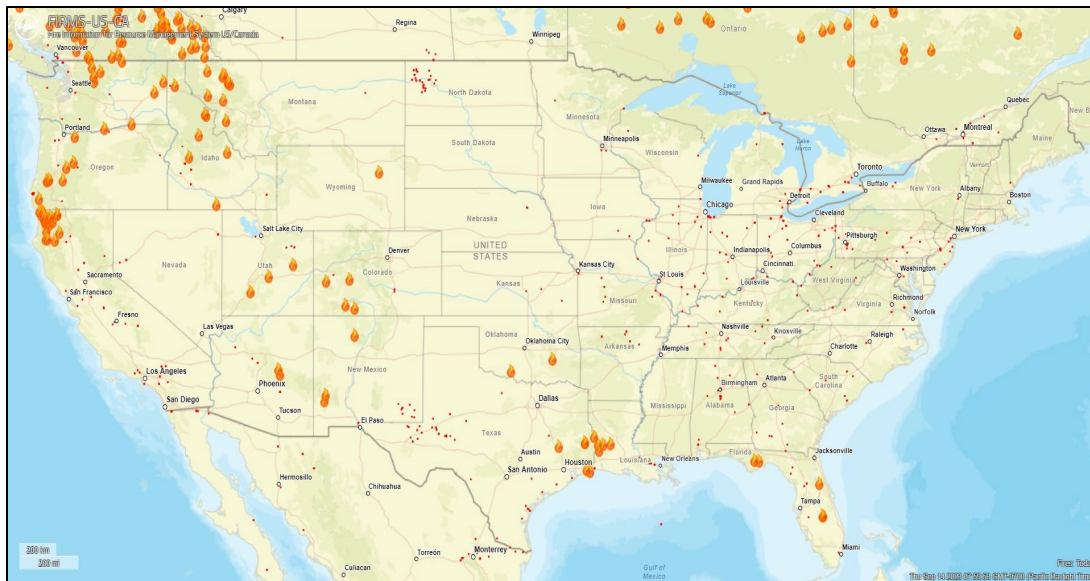 FIRMS-US-CA
Fire Information for Resource Management System US/Canada
Calgary
Regina
Winnipeg
Ontario
Vancouver
Seattle
Lake Superior
Quebec
Montana
North Dakota
Minnesota
Ottawa
Montreal
New B
Portland
Maine
Minneapolis
South Dakota
Wisconsin
Lake Huron
Vermont
Oregon
Idaho
Toronto
Wyoming
Milwaukee
Grand Rapids
Detroit
Buffalo
New York
Albany
Boston
Iowa
Chicago
Nebraska
Cleveland
Salt Lake City
UNITED STATES
Illinois
Pittsburgh
New York
Nevada
Utah
Denver
Colorado
Indianapolis
Columbus
Kansas City
Cincinnati
Sacramento
Kansas
St Louis
Washington
West Virginia
San Francisco
Missouri
Louisville
Kentucky
Virginia
Richmond
Norfolk
Fresno
Las Vegas
Oklahoma
Nashville
Knoxville
Raleigh
Oklahoma City
Arkansas
Memphis
Charlotte
Los Angeles
New Mexico
South Carolina
Phoenix
Birmingham
Atlanta
San Diego
Dallas
Mississippi
Alabama
Georgia
Tucson
El Paso
Texas
Austin
Louisiana
Florida
Jacksonville
San Antonio
Houston
New Orleans
Hermosillo
Chihuahua
Tampa
200 km
200 mi
Torreón
Monterrey
Miami
Culiacan
Gulf of Mexico